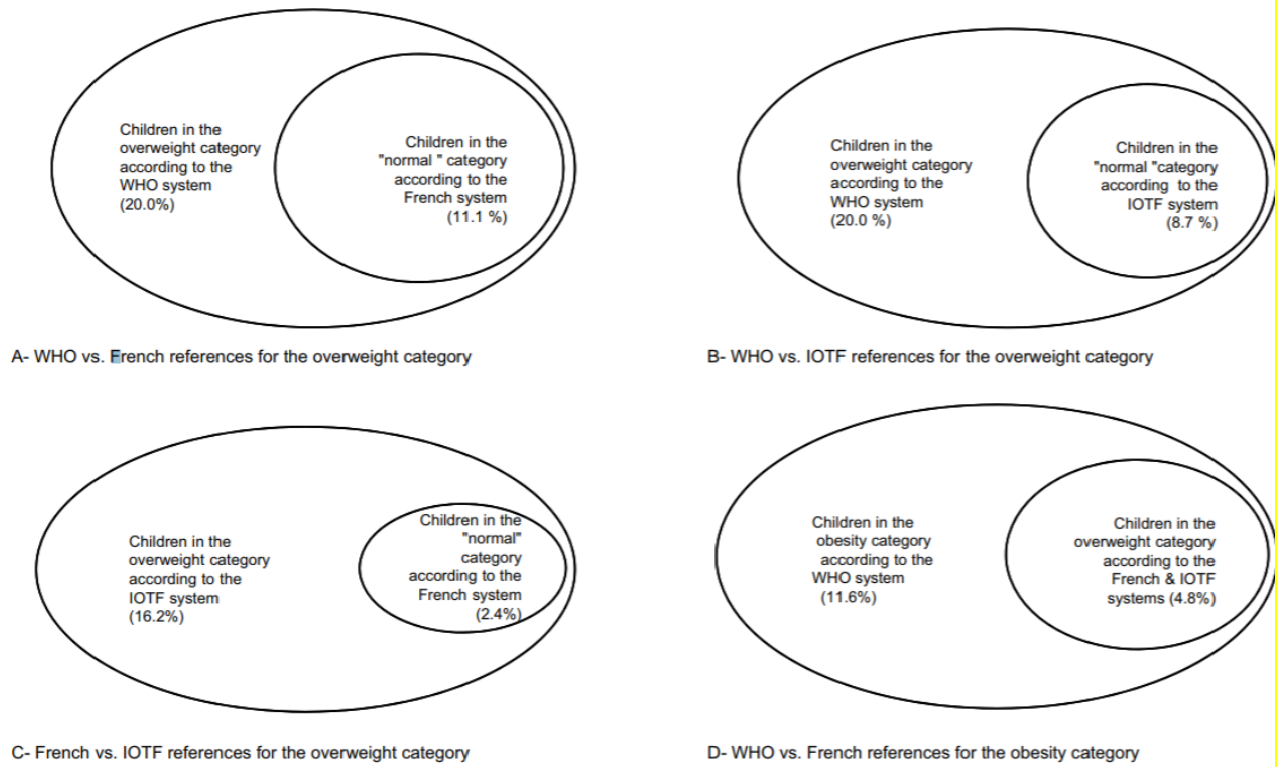 Children in the
overweight category
according to the
WHO system
(20.0%)
Children in the
"normal " category
according to the
French system
(11.1 %)
A- WHO vs. French references for the overweight category
Children in the
overweight category
according to the
WHO system
(20.0 %)
Children in the
"normal "category
according to the
IOTF system
(8.7 %)
B- WHO vs. IOTF references for the overweight category
Children in the
overweight category
according to the
IOTF system
(16.2%)
Children in the
"normal"
category
according to the
French system
(2.4%)
C- French vs. IOTF references for the overweight category
Children in the
obesity category
according to the
WHO system
(11.6%)
Children in the
overweight category
according to the
French & IOTF
systems (4.8%)
D- WHO vs. French references for the obesity category